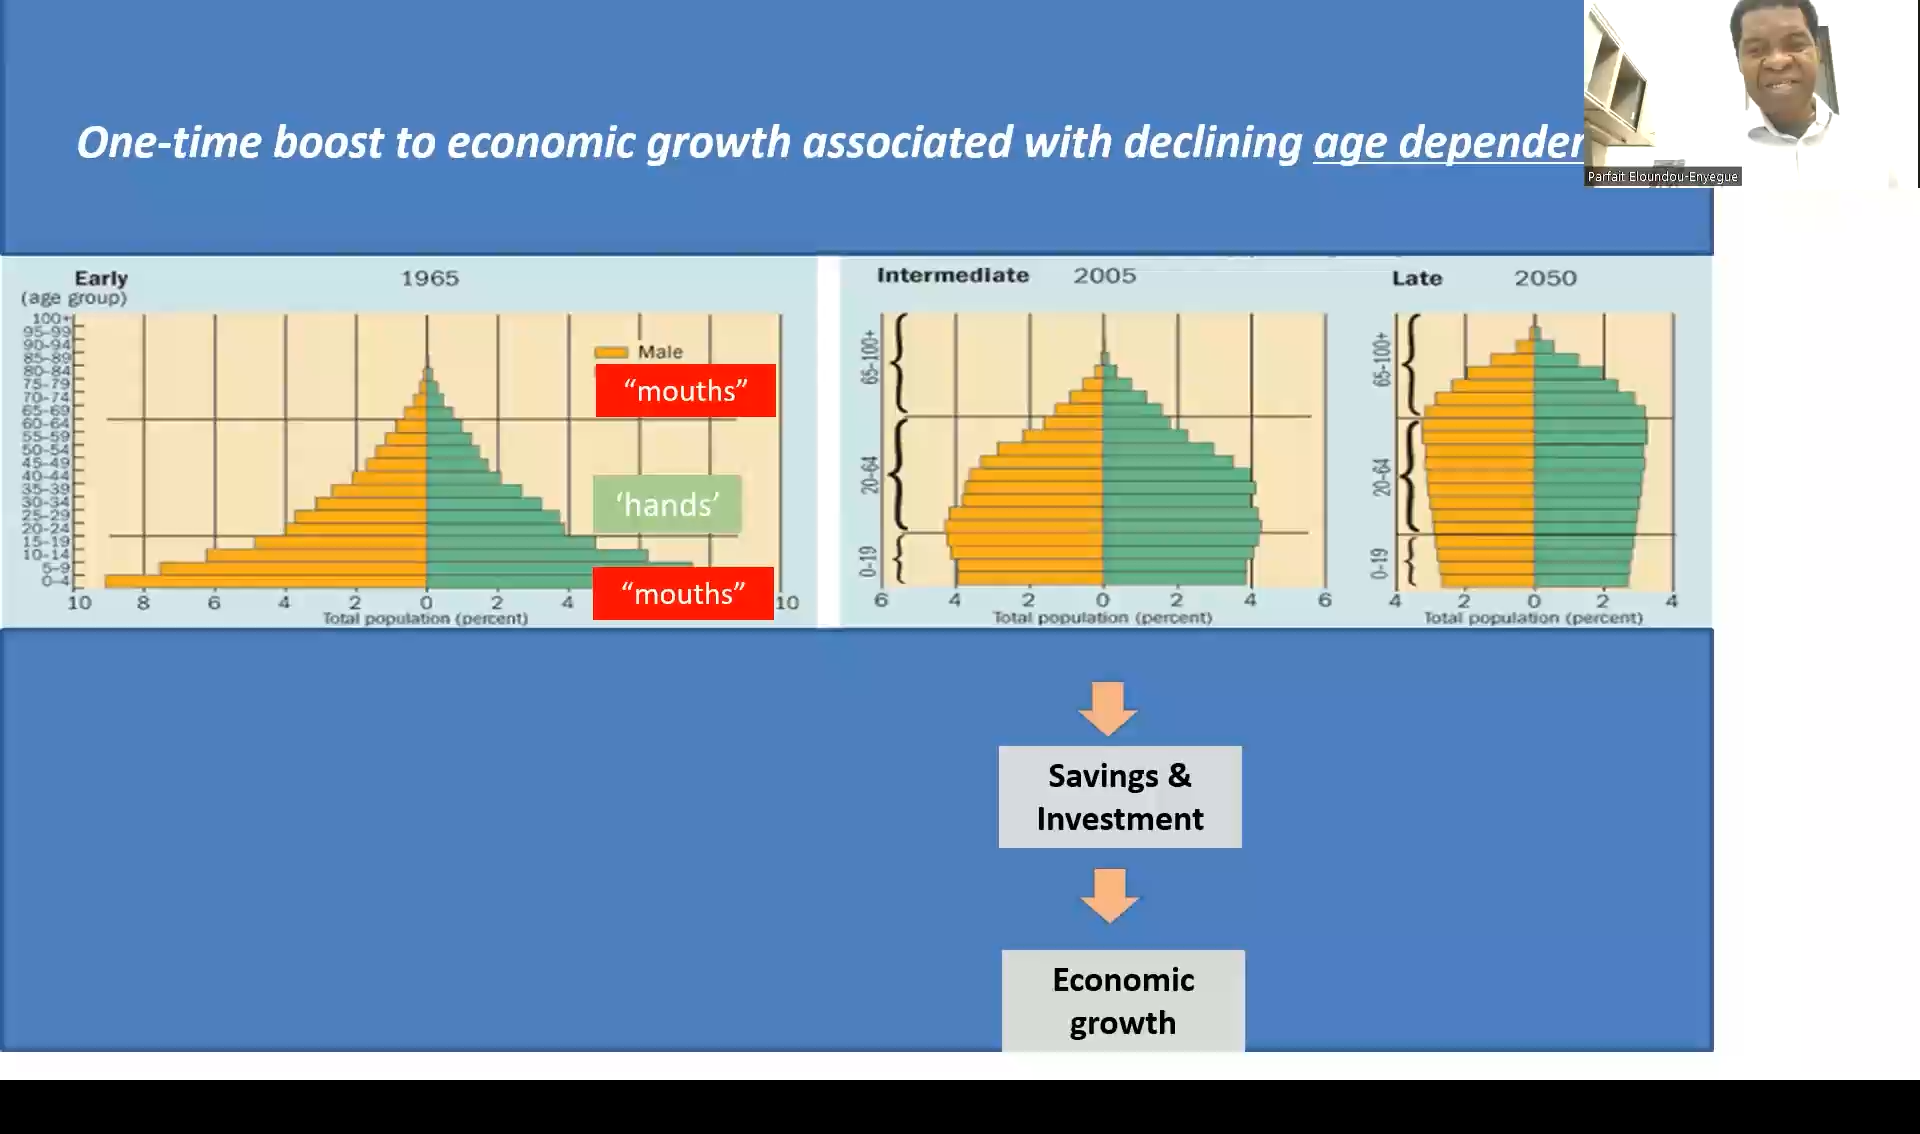 One-time boost to economic growth associated with declining age dependen
Parfait Eloundou-Enyegue
Early
1965
(age group)
100+
95-99
90-94
85-89
80-84
75-79
70-74
65-69
60-64
55-59
50-54
45-49
40-44
35-39
30-34
25-29
20-24
15-19
10-14
5-9
0-4
Male
“mouths”
‘hands’
“mouths”
10 8 6 4 2 0 2 4 10
Total population (percent)
Intermediate 2005
65-100+
20-64
0-19
6 4 2 0 2 4 6
Total population (percent)
Late 2050
65-100+
20-64
0-19
4 2 0 2 4
Total population (percent)
Savings &
Investment
Economic
growth